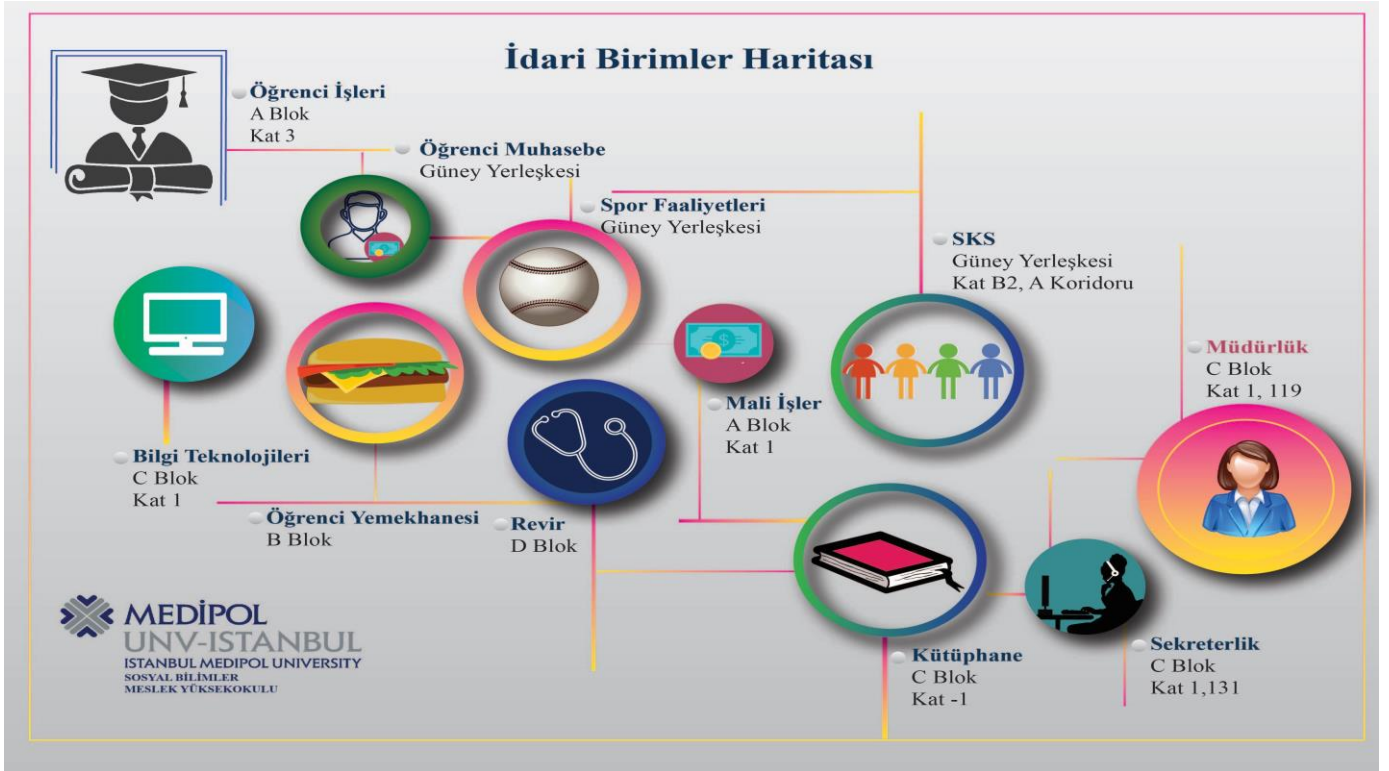 İdari Birimler Haritası
Öğrenci İşleri
A Blok
Kat 3
Öğrenci Muhasebe
Güney Yerleşkesi
Spor Faaliyetleri
Güney Yerleşkesi
SKS
Güney Yerleşkesi
Kat B2, A Koridoru
Müdürlük
C Blok
Kat 1, 119
Mali İşler
A Blok
Kat 1
Bilgi Teknolojileri
C Blok
Kat 1
Öğrenci Yemekhanesi
B Blok
Revir
D Blok
Kütüphane
C Blok
Kat -1
Sekreterlik
C Blok
Kat 1,131
MEDİPOL
UNV-ISTANBUL
ISTANBUL MEDIPOL UNIVERSITY
SOSYAL BİLİMLER
MESLEK YÜKSEKOKULU